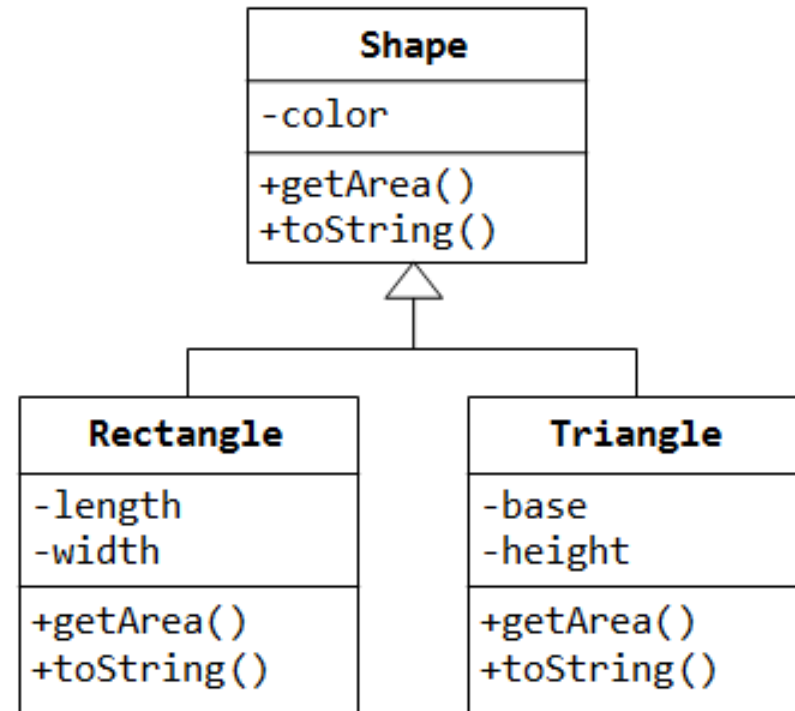 Shape
-color
+getArea()
+toString()
Rectangle
-length
-width
+getArea()
+toString()
Triangle
-base
-height
+getArea()
+toString()